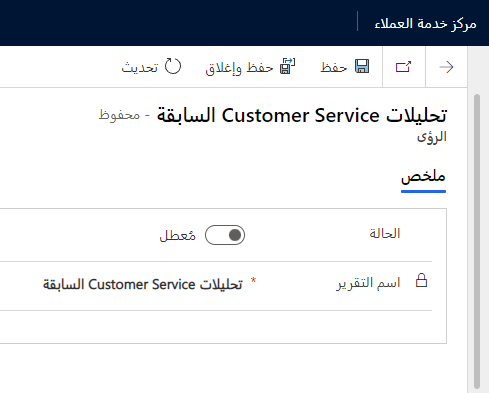 مركز خدمة العملاء
حفظ حفظ وإغلاق تحديث
تحليلات Customer Service السابقة - محفوظ
الرؤى
ملخص
الحالة مُعطل
اسم التقرير * تحليلات Customer Service السابقة